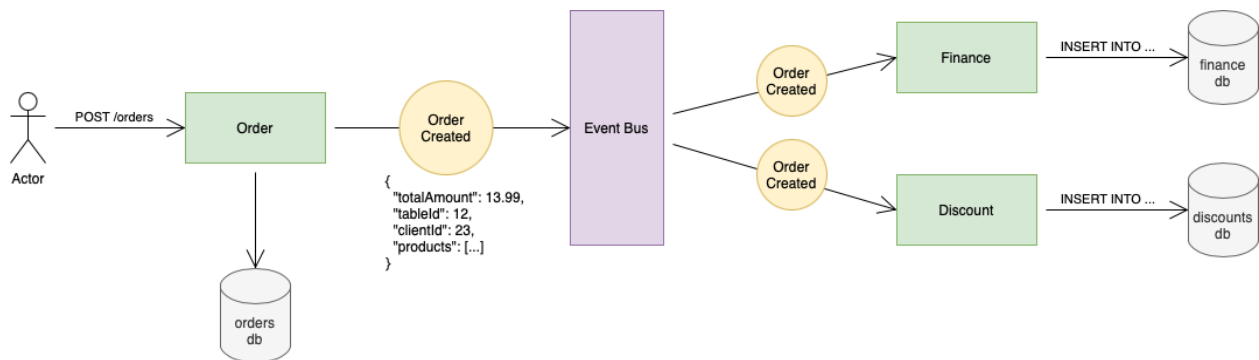 POST /orders
Actor
Order
orders
db
Order
Created
{
"totalAmount": 13.99,
"tableId": 12,
"clientId": 23,
"products": [...]
}
Event Bus
Order
Created
Finance
INSERT INTO ...
finance
db
Order
Created
Discount
INSERT INTO ...
discounts
db